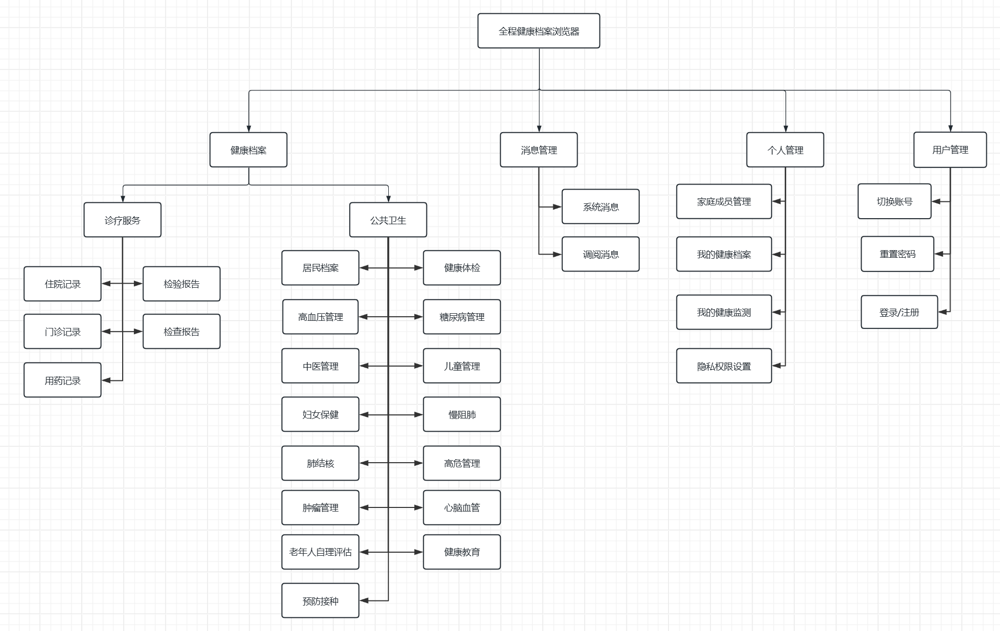 全程健康档案浏览器
健康档案
消息管理
个人管理
用户管理
诊疗服务
公共卫生
住院记录
检验报告
门诊记录
检查报告
用药记录
居民档案
健康体检
高血压管理
糖尿病管理
中医管理
儿童管理
妇女保健
慢阻肺
肺结核
高危管理
肿瘤管理
心脑血管
老年人自理评估
健康教育
预防接种
系统消息
调阅消息
家庭成员管理
我的健康档案
我的健康监测
隐私权限设置
切换账号
重置密码
登录/注册